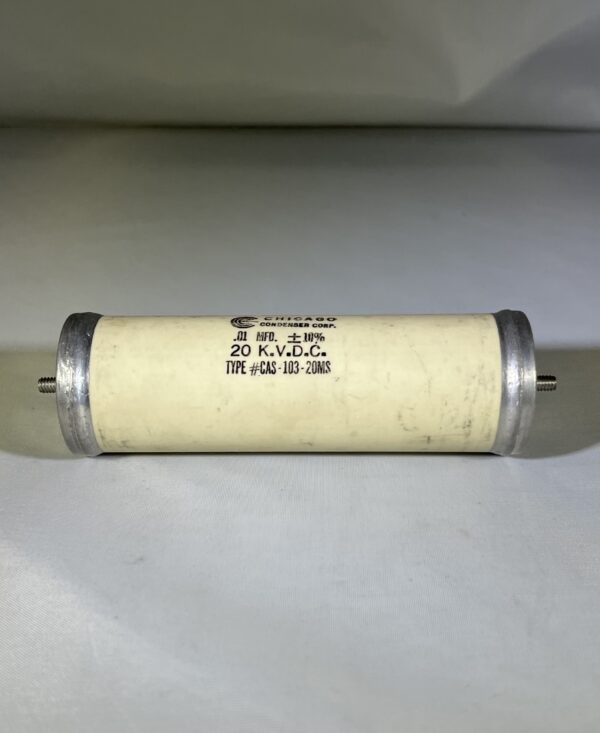 CHICAGO
CONDENSER CORP.
.01 MFD. ±10%
20 K.V.D.C.
TYPE #CAS-103-20MS